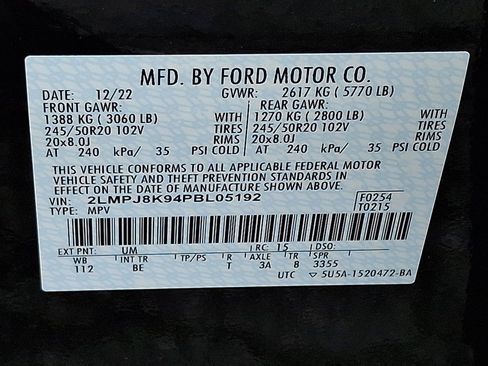 MFD. BY FORD MOTOR CO.
DATE: 12/22 GVWR: 2617 KG ( 5770 LB)
FRONT GAWR: REAR GAWR:
1388 KG ( 3060 LB) 1270 KG ( 2800 LB)
245/50R20 102V TIRES 245/50R20 102V
20x8.0J RIMS 20x8.0J
AT 240 kPa/ 35 PSI COLD AT 240 kPa/ 35 PSI COLD
THIS VEHICLE CONFORMS TO ALL APPLICABLE FEDERAL MOTOR
VEHICLE SAFETY AND THEFT PREVENTION STANDARDS IN
EFFECT ON THE DATE OF MANUFACTURE SHOWN ABOVE.
VIN: 2LMPJ8K94PBL05192
TYPE: MPV
F0254
T0215
EXT PNT: UM RC: 15 DSO:
WB INT TR TP/PS R AXLE TR SPR
112 BE T 3A 8 3355
UTC 5U5A-1520472-BA